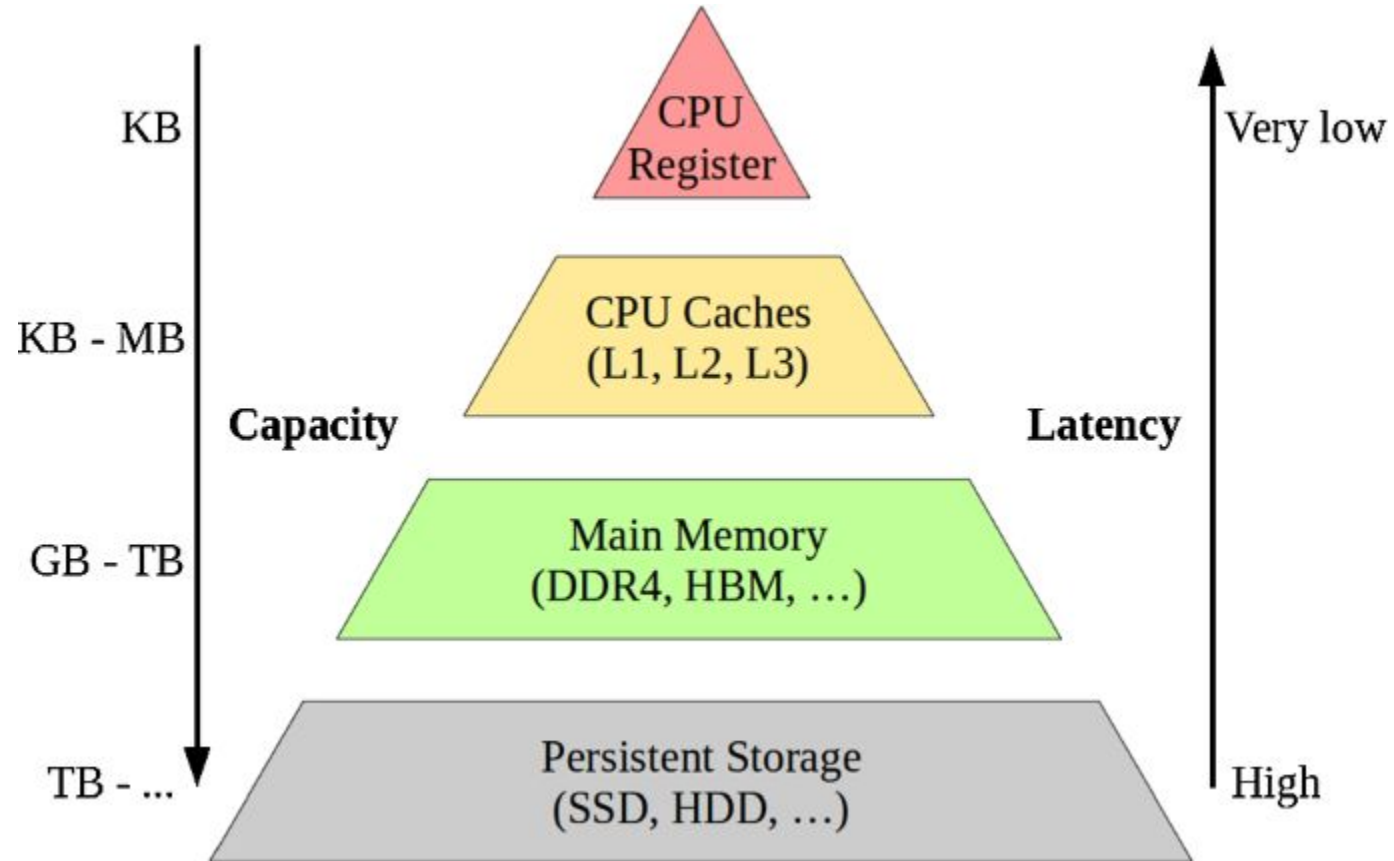 KB
CPU
Register
Very low
KB - MB
CPU Caches
(L1, L2, L3)
Capacity
Latency
GB - TB
Main Memory
(DDR4, HBM, …)
TB - ...
Persistent Storage
(SSD, HDD, …)
High